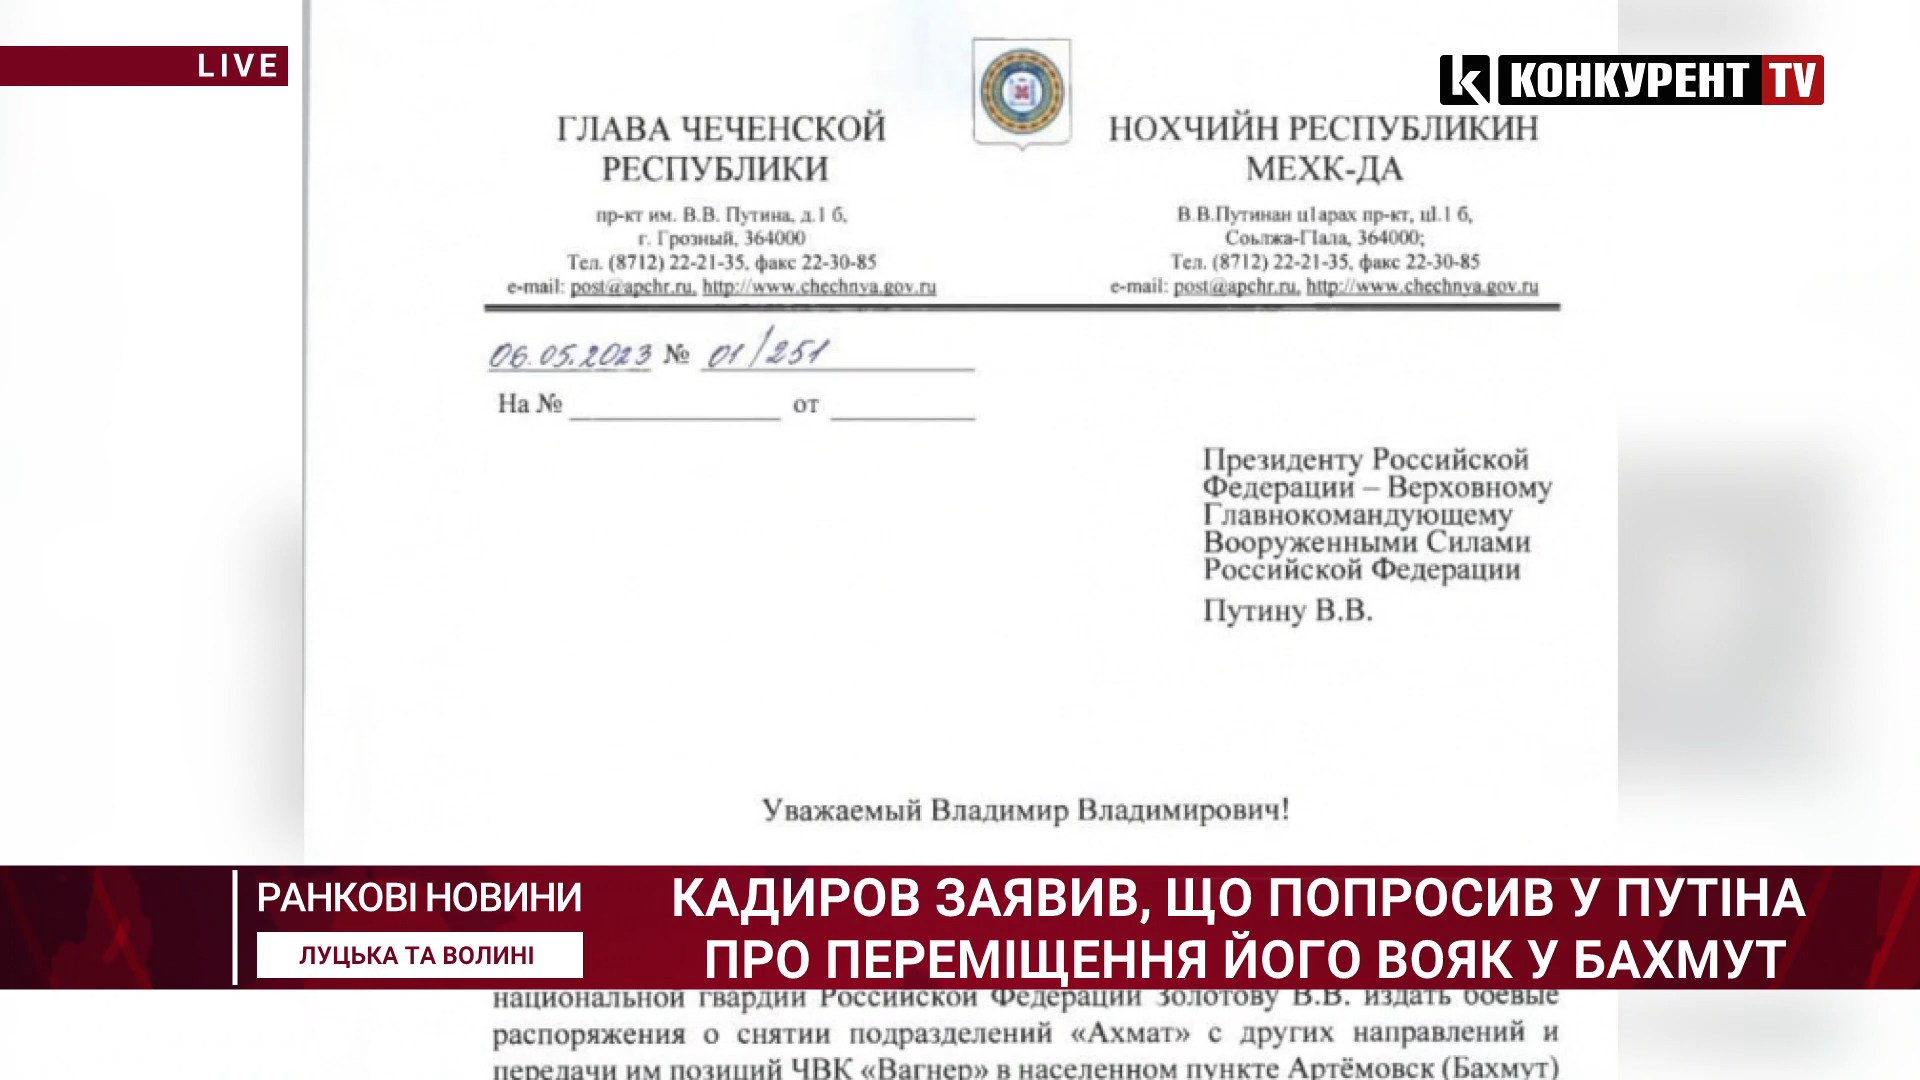 LIVE
КОНКУРЕНТ TV
ГЛАВА ЧЕЧЕНСКОЙ
РЕСПУБЛИКИ
пр-кт им. В.В. Путина, д.1 б,
г. Грозный, 364000
Тел. (8712) 22-21-35, факс 22-30-85
e-mail: post@apchr.ru, http://www.chechnya.gov.ru
НОХЧИЙН РЕСПУБЛИКИН
МЕХК-ДА
В.В.Путинан цӀарах пр-кт, цӀ.1 б,
Соьлжа-ГӀала, 364000;
Тел. (8712) 22-21-35, факс 22-30-85
e-mail: post@apchr.ru, http://www.chechnya.gov.ru
06.05.2023 № 01/251
На № от
Президенту Российской
Федерации – Верховному
Главнокомандующему
Вооруженными Силами
Российской Федерации
Путину В.В.
Уважаемый Владимир Владимирович!
РАНКОВІ НОВИНИ
ЛУЦЬКА ТА ВОЛИНІ
КАДИРОВ ЗАЯВИВ, ЩО ПОПРОСИВ У ПУТІНА
ПРО ПЕРЕМІЩЕННЯ ЙОГО ВОЯК У БАХМУТ
национальной гвардии Российской Федерации Золотову В.В. издать боевые
распоряжения о снятии подразделений «Ахмат» с других направлений и
передачи им позиций ЧВК «Вагнер» в населенном пункте Артёмовск (Бахмут)